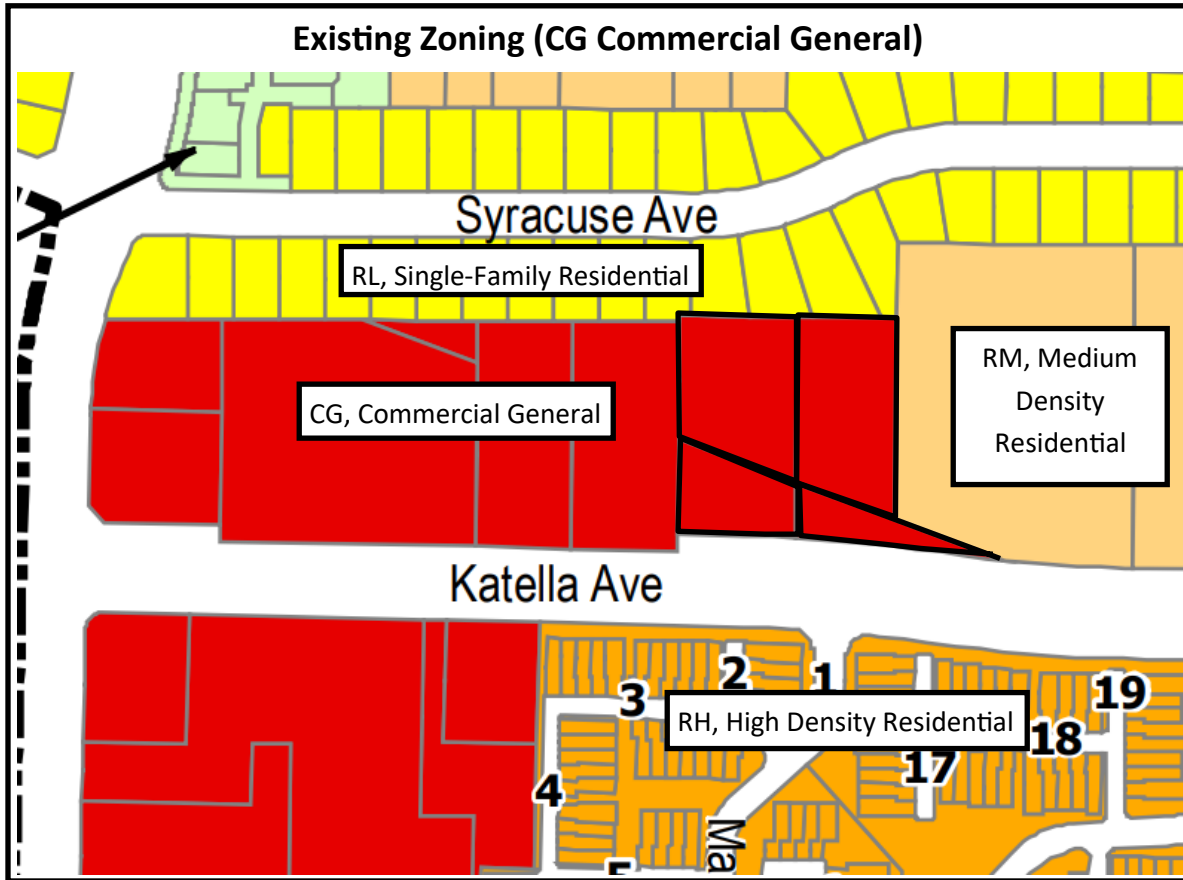 Existing Zoning (CG Commercial General)
Syracuse Ave
RL, Single-Family Residential
RM, Medium
Density
Residential
CG, Commercial General
Katella Ave
2
1
19
3
RH, High Density Residential
18
17
4
Ma